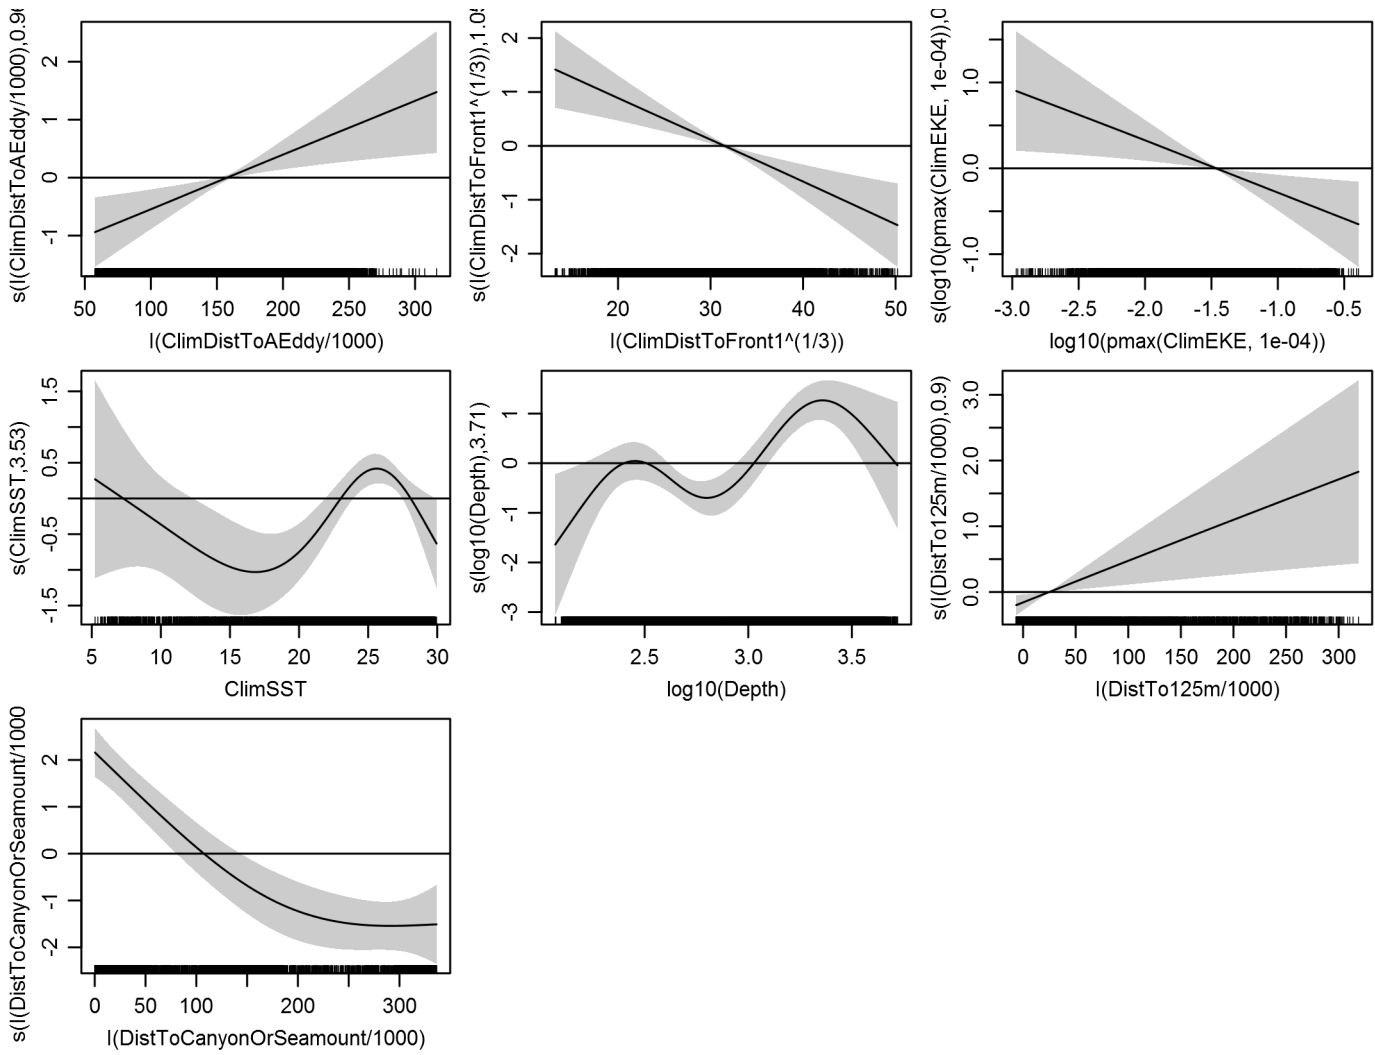 s(I(ClimDistToAEddy/1000),0.9
-1 0 1 2
50 100 150 200 250 300
I(ClimDistToAEddy/1000)
s(I(ClimDistToFront1^(1/3)),1.05
-2 -1 0 1 2
20 30 40 50
I(ClimDistToFront1^(1/3))
s(log10(pmax(ClimEKE, 1e-04)),0
-1.0 0.0 1.0
-3.0 -2.5 -2.0 -1.5 -1.0 -0.5
log10(pmax(ClimEKE, 1e-04))
s(ClimSST,3.53)
-1.5 -0.5 0.5 1.5
5 10 15 20 25 30
ClimSST
s(log10(Depth),3.71)
-3 -2 -1 0 1
2.5 3.0 3.5
log10(Depth)
s(I(DistTo125m/1000),0.9)
0.0 1.0 2.0 3.0
0 50 100 150 200 250 300
I(DistTo125m/1000)
s(I(DistToCanyonOrSeamount/1000
-2 -1 0 1 2
0 50 100 200 300
I(DistToCanyonOrSeamount/1000)